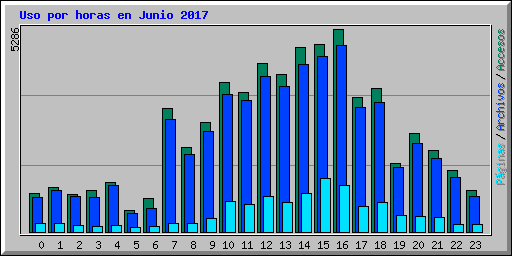 Uso por horas en Junio 2017
5286
Páginas / Archivos / Accesos
0 1 2 3 4 5 6 7 8 9 10 11 12 13 14 15 16 17 18 19 20 21 22 23